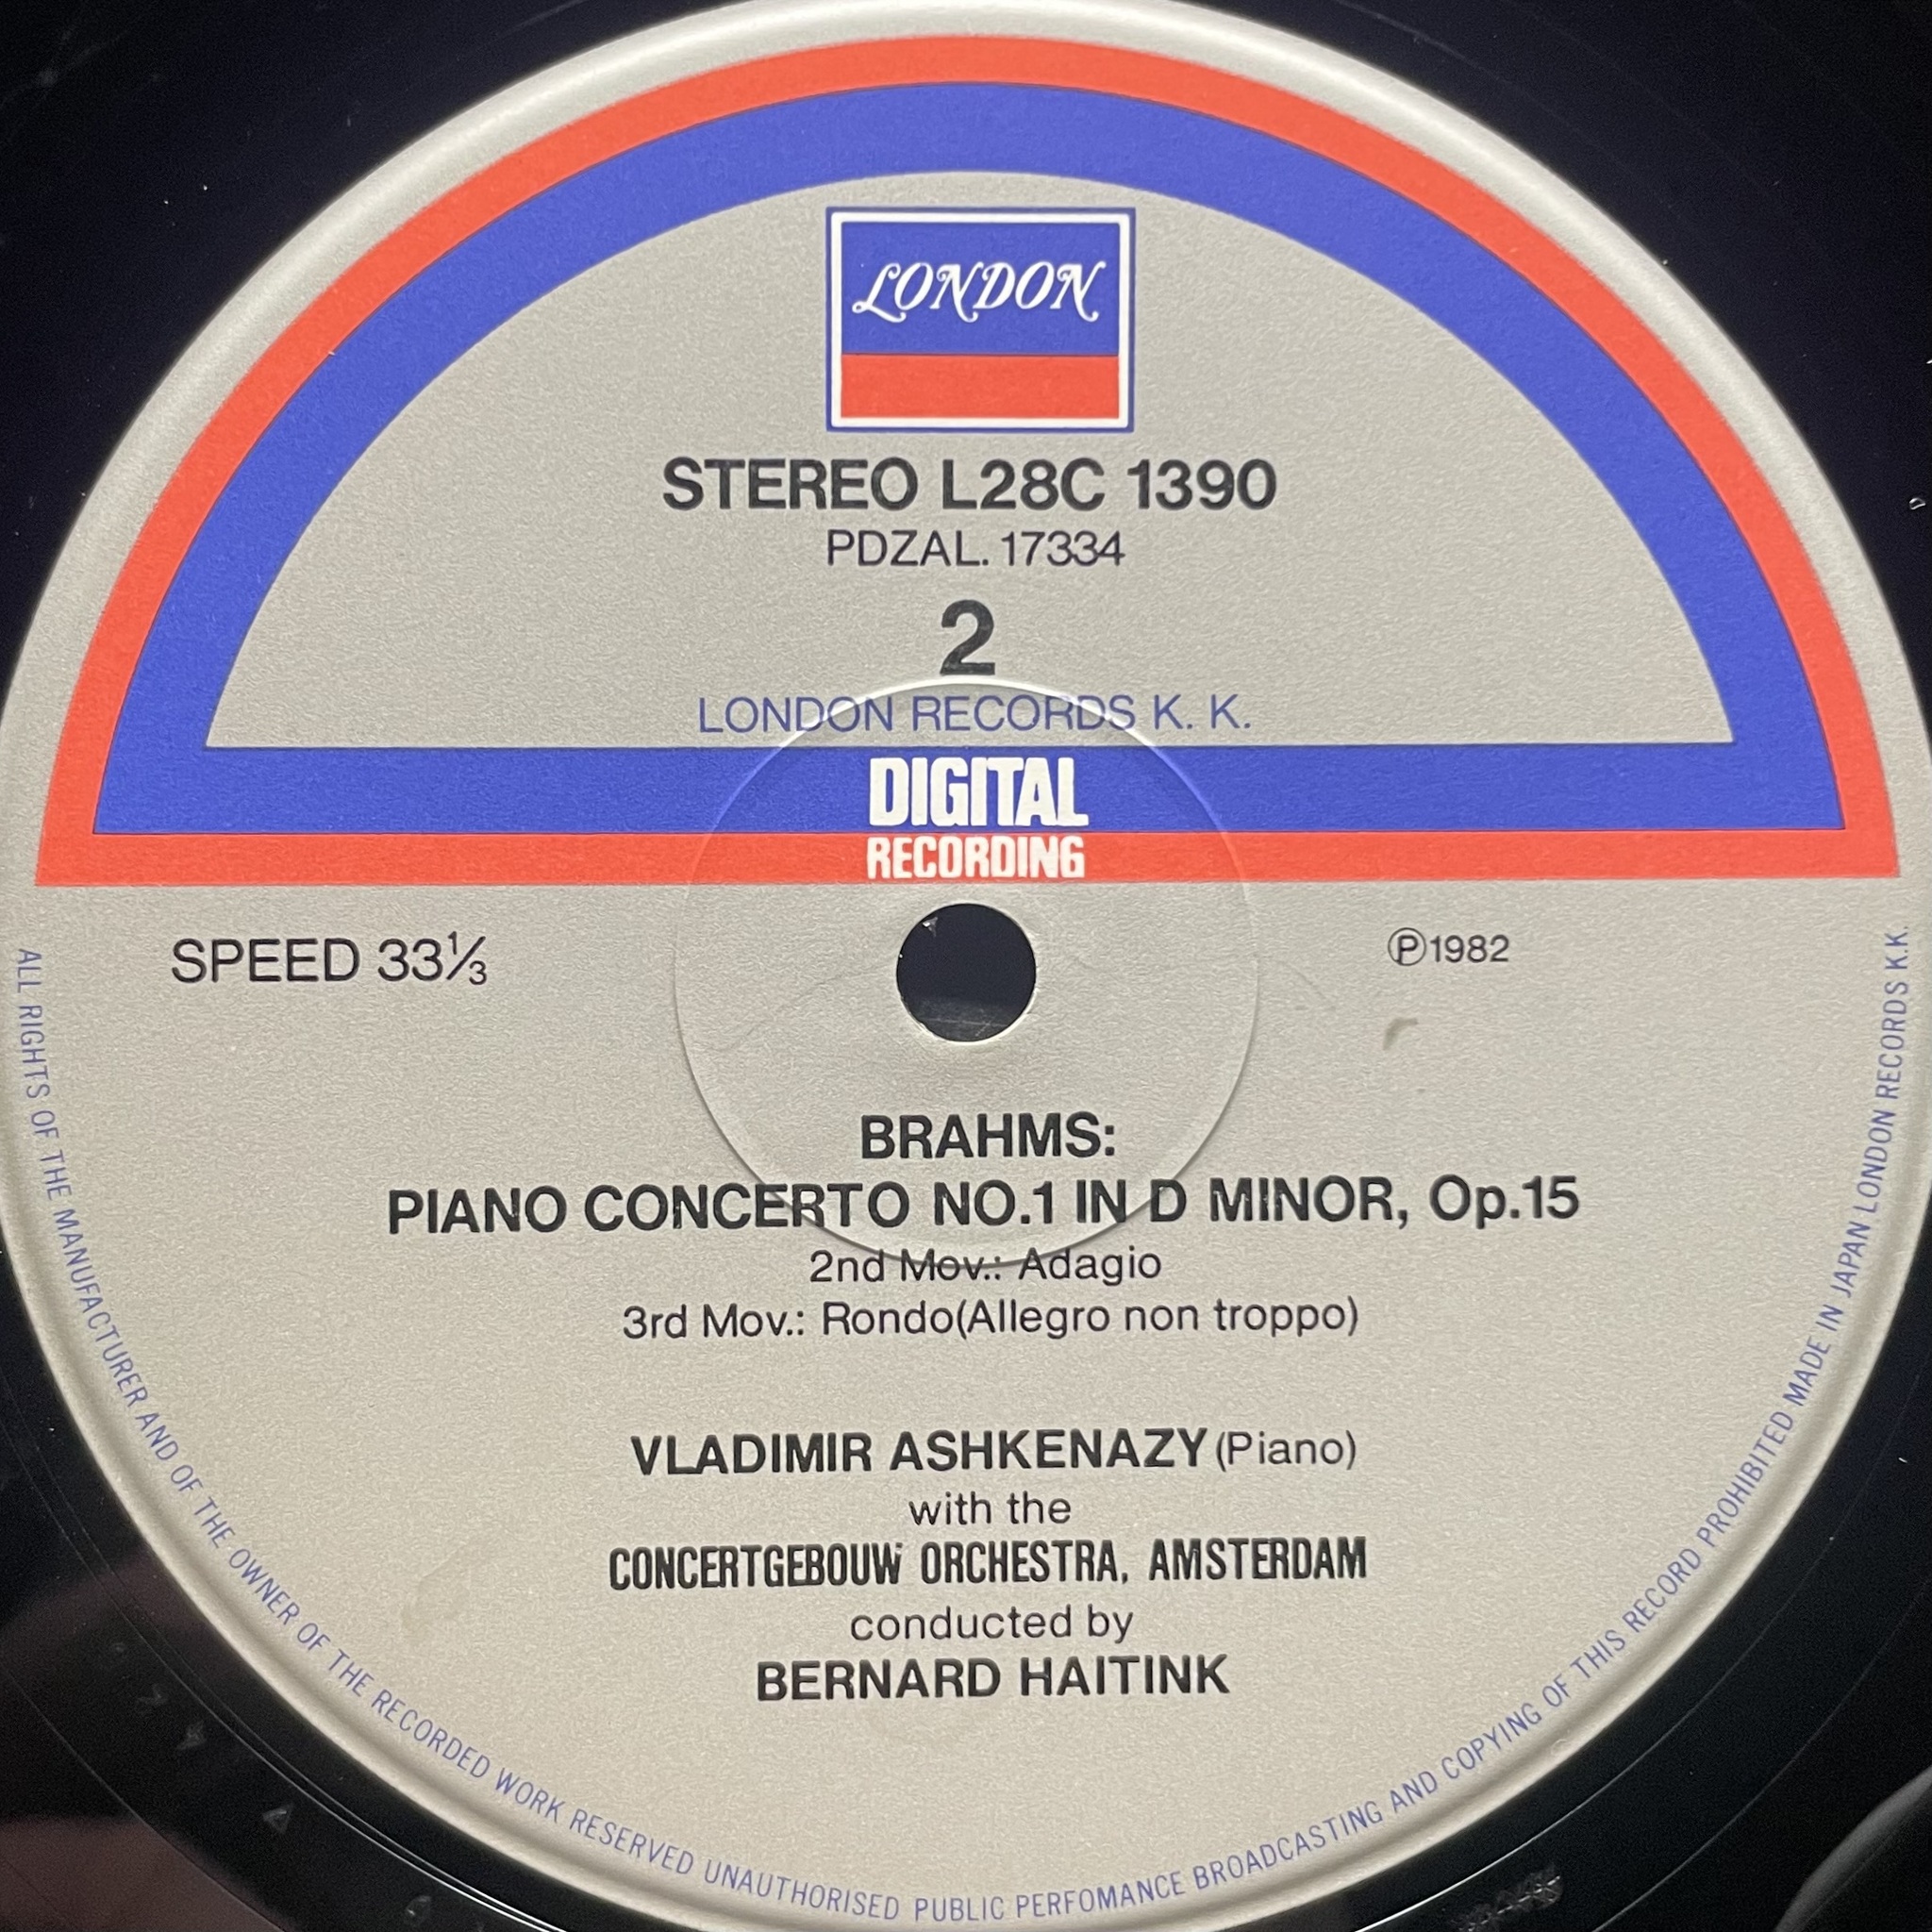 LONDON
STEREO L28C 1390
PDZAL. 17334
2
LONDON RECORDS K. K.
DIGITAL
RECORDING
SPEED 33⅓
Ⓟ1982
BRAHMS:
PIANO CONCERTO NO.1 IN D MINOR, Op.15
2nd Mov.: Adagio
3rd Mov.: Rondo(Allegro non troppo)
VLADIMIR ASHKENAZY (Piano)
with the
CONCERTGEBOUW ORCHESTRA, AMSTERDAM
conducted by
BERNARD HAITINK
ALL RIGHTS OF THE MANUFACTURER AND OF THE OWNER OF THE RECORDED WORK RESERVED UNAUTHORISED PUBLIC PERFOMANCE BROADCASTING AND COPYING OF THIS RECORD PROHIBITED MADE IN JAPAN LONDON RECORDS K.K.